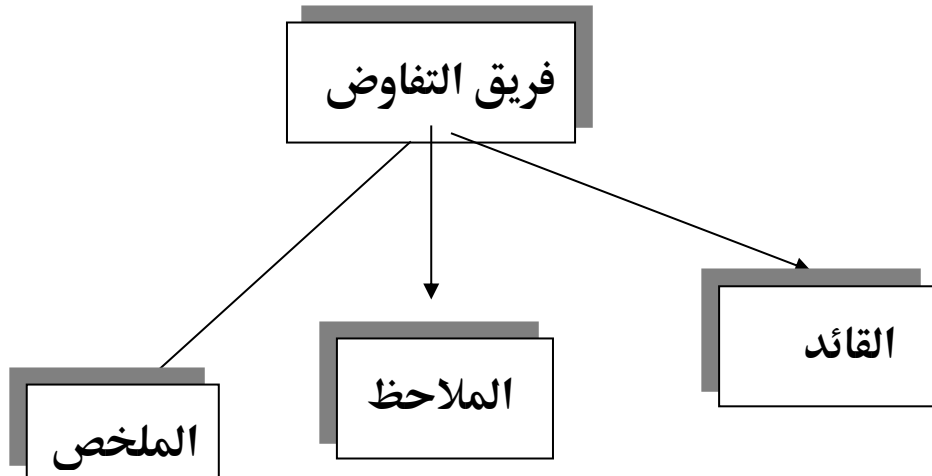 فريق التفاوض
القائد
الملاحظ
الملخص